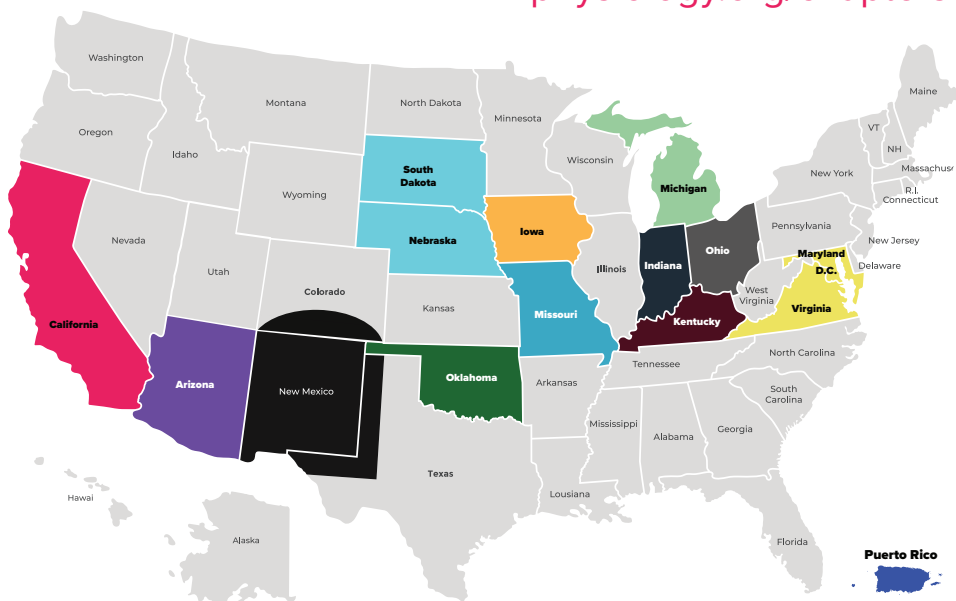 Washington
Montana
North Dakota
Minnesota
Maine
Oregon
Idaho
VT
NH
Wisconsin
South
Dakota
Massachuse
New York
Michigan
R.I.
Connecticut
Wyoming
Pennsylvania
Iowa
Nebraska
Nevada
New Jersey
Ohio
Maryland
Utah
Illinois
Indiana
D.C.
Delaware
Colorado
West
Virginia
Kansas
Virginia
Missouri
Kentucky
California
North Carolina
Tennessee
Oklahoma
Arizona
Arkansas
New Mexico
South
Carolina
Mississippi
Georgia
Alabama
Texas
Lousiana
Hawai
Alaska
Florida
Puerto Rico